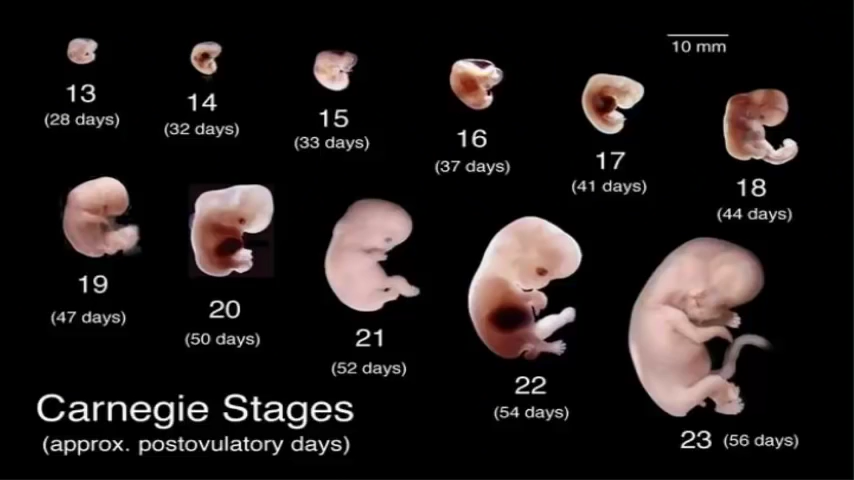 10 mm
13
(28 days)
14
(32 days)
15
(33 days)
16
(37 days)
17
(41 days)
18
(44 days)
19
(47 days)
20
(50 days)
21
(52 days)
22
(54 days)
23 (56 days)
Carnegie Stages
(approx. postovulatory days)